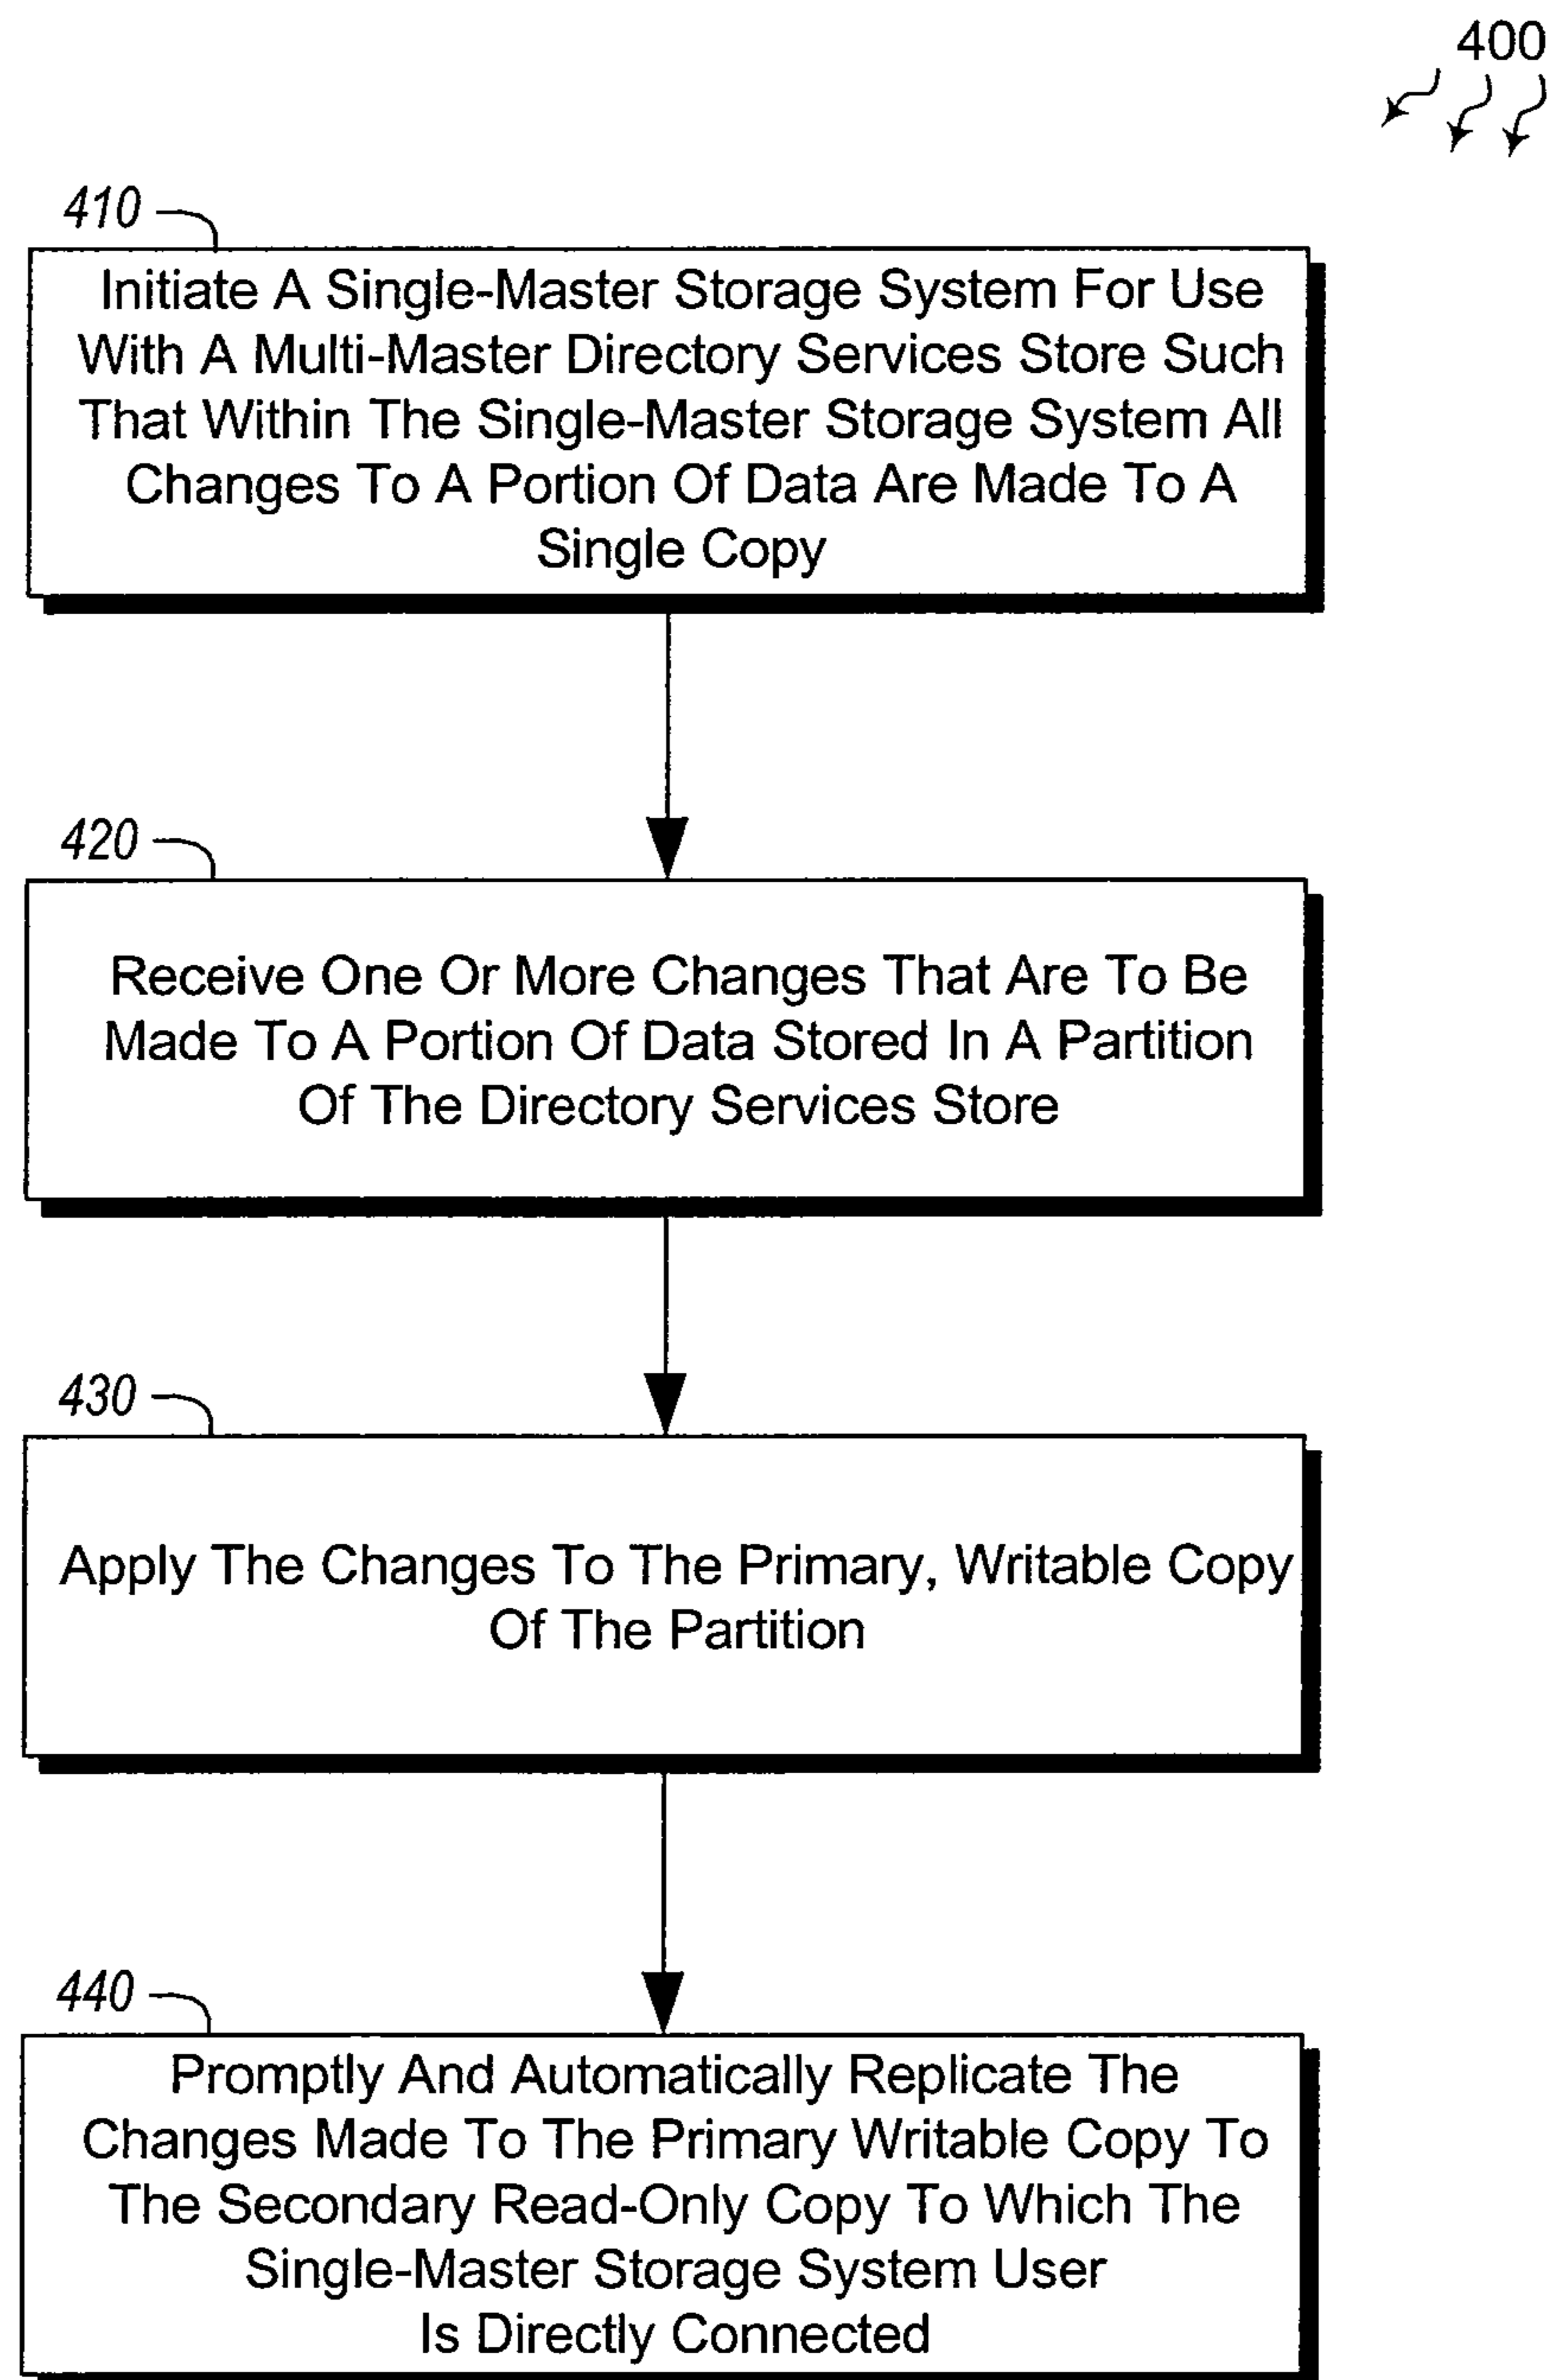 400
410
Initiate A Single-Master Storage System For Use
With A Multi-Master Directory Services Store Such
That Within The Single-Master Storage System All
Changes To A Portion Of Data Are Made To A
Single Copy
420
Receive One Or More Changes That Are To Be
Made To A Portion Of Data Stored In A Partition
Of The Directory Services Store
430
Apply The Changes To The Primary, Writable Copy
Of The Partition
440
Promptly And Automatically Replicate The
Changes Made To The Primary Writable Copy To
The Secondary Read-Only Copy To Which The
Single-Master Storage System User
Is Directly Connected